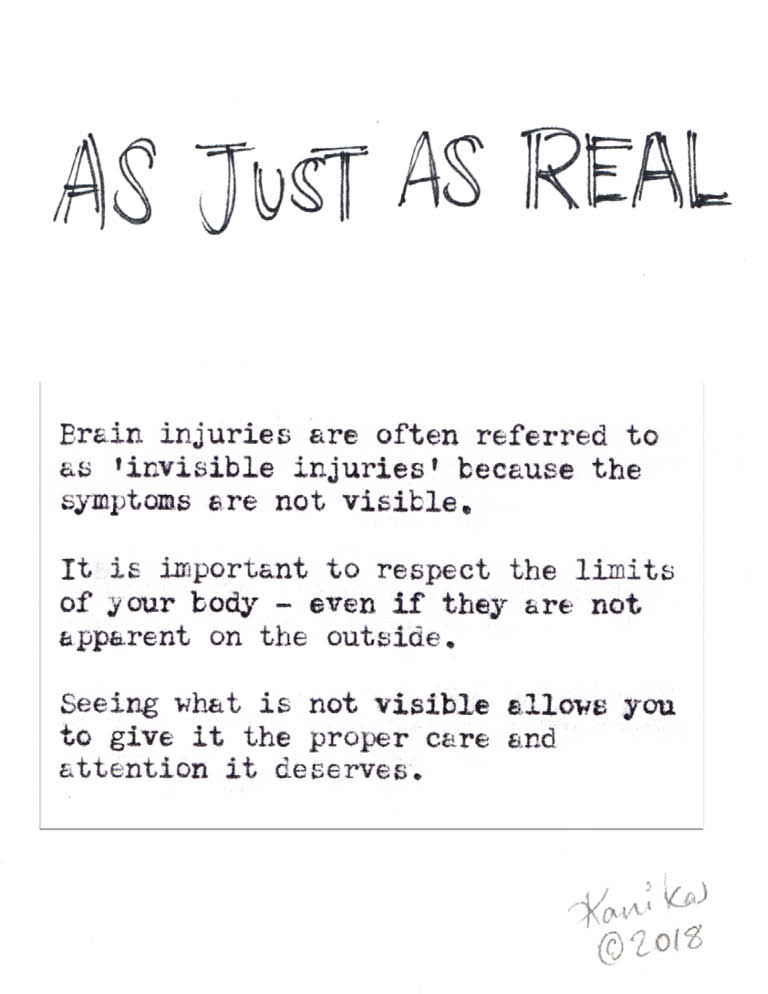 AS JUST AS REAL
Brain injuries are often referred to
as 'invisible injuries' because the
symptoms are not visible.
It is important to respect the limits
of your body - even if they are not
apparent on the outside.
Seeing what is not visible allows you
to give it the proper care and
attention it deserves.
Kanika
©2018